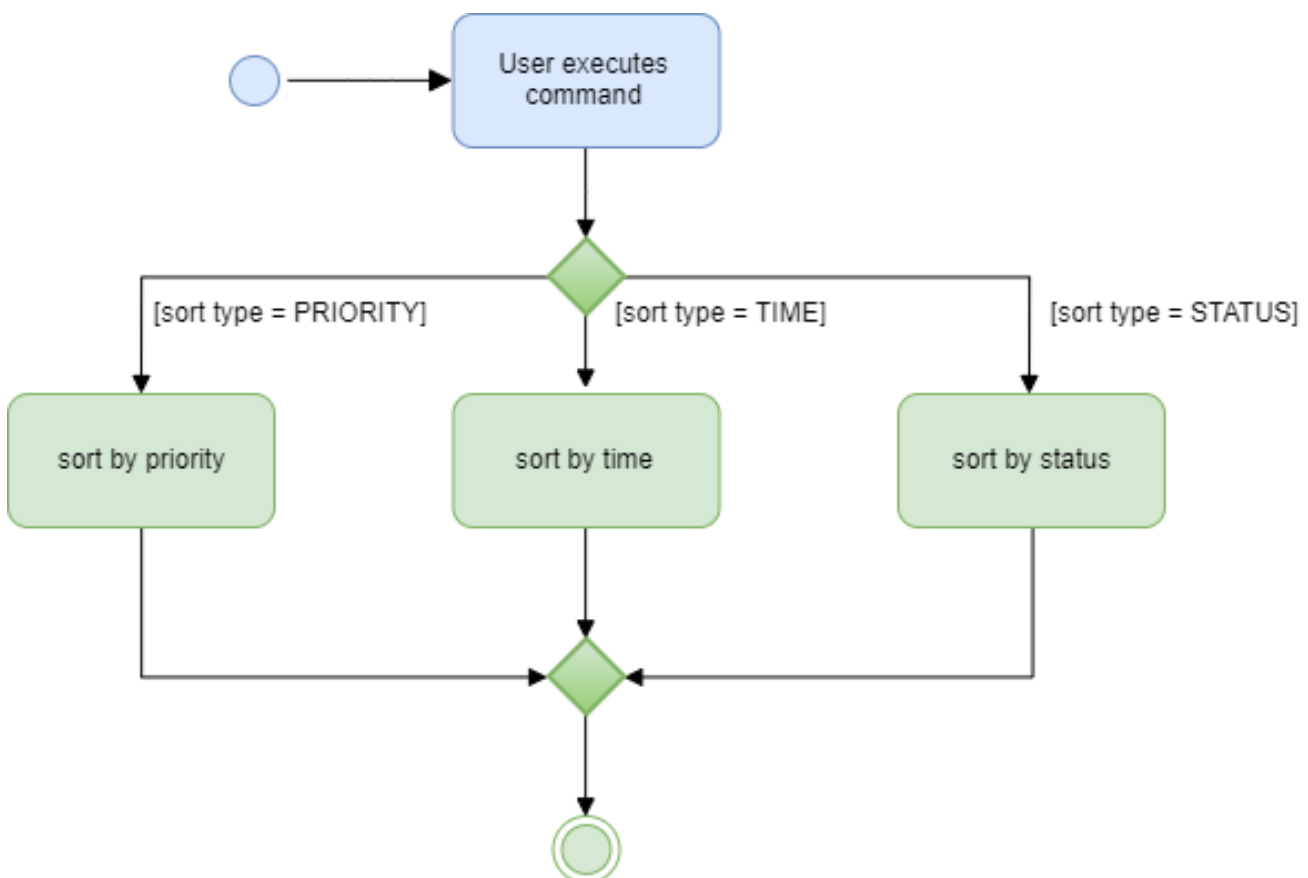 User executes
command
[sort type = PRIORITY]
[sort type = TIME]
[sort type = STATUS]
sort by priority
sort by time
sort by status